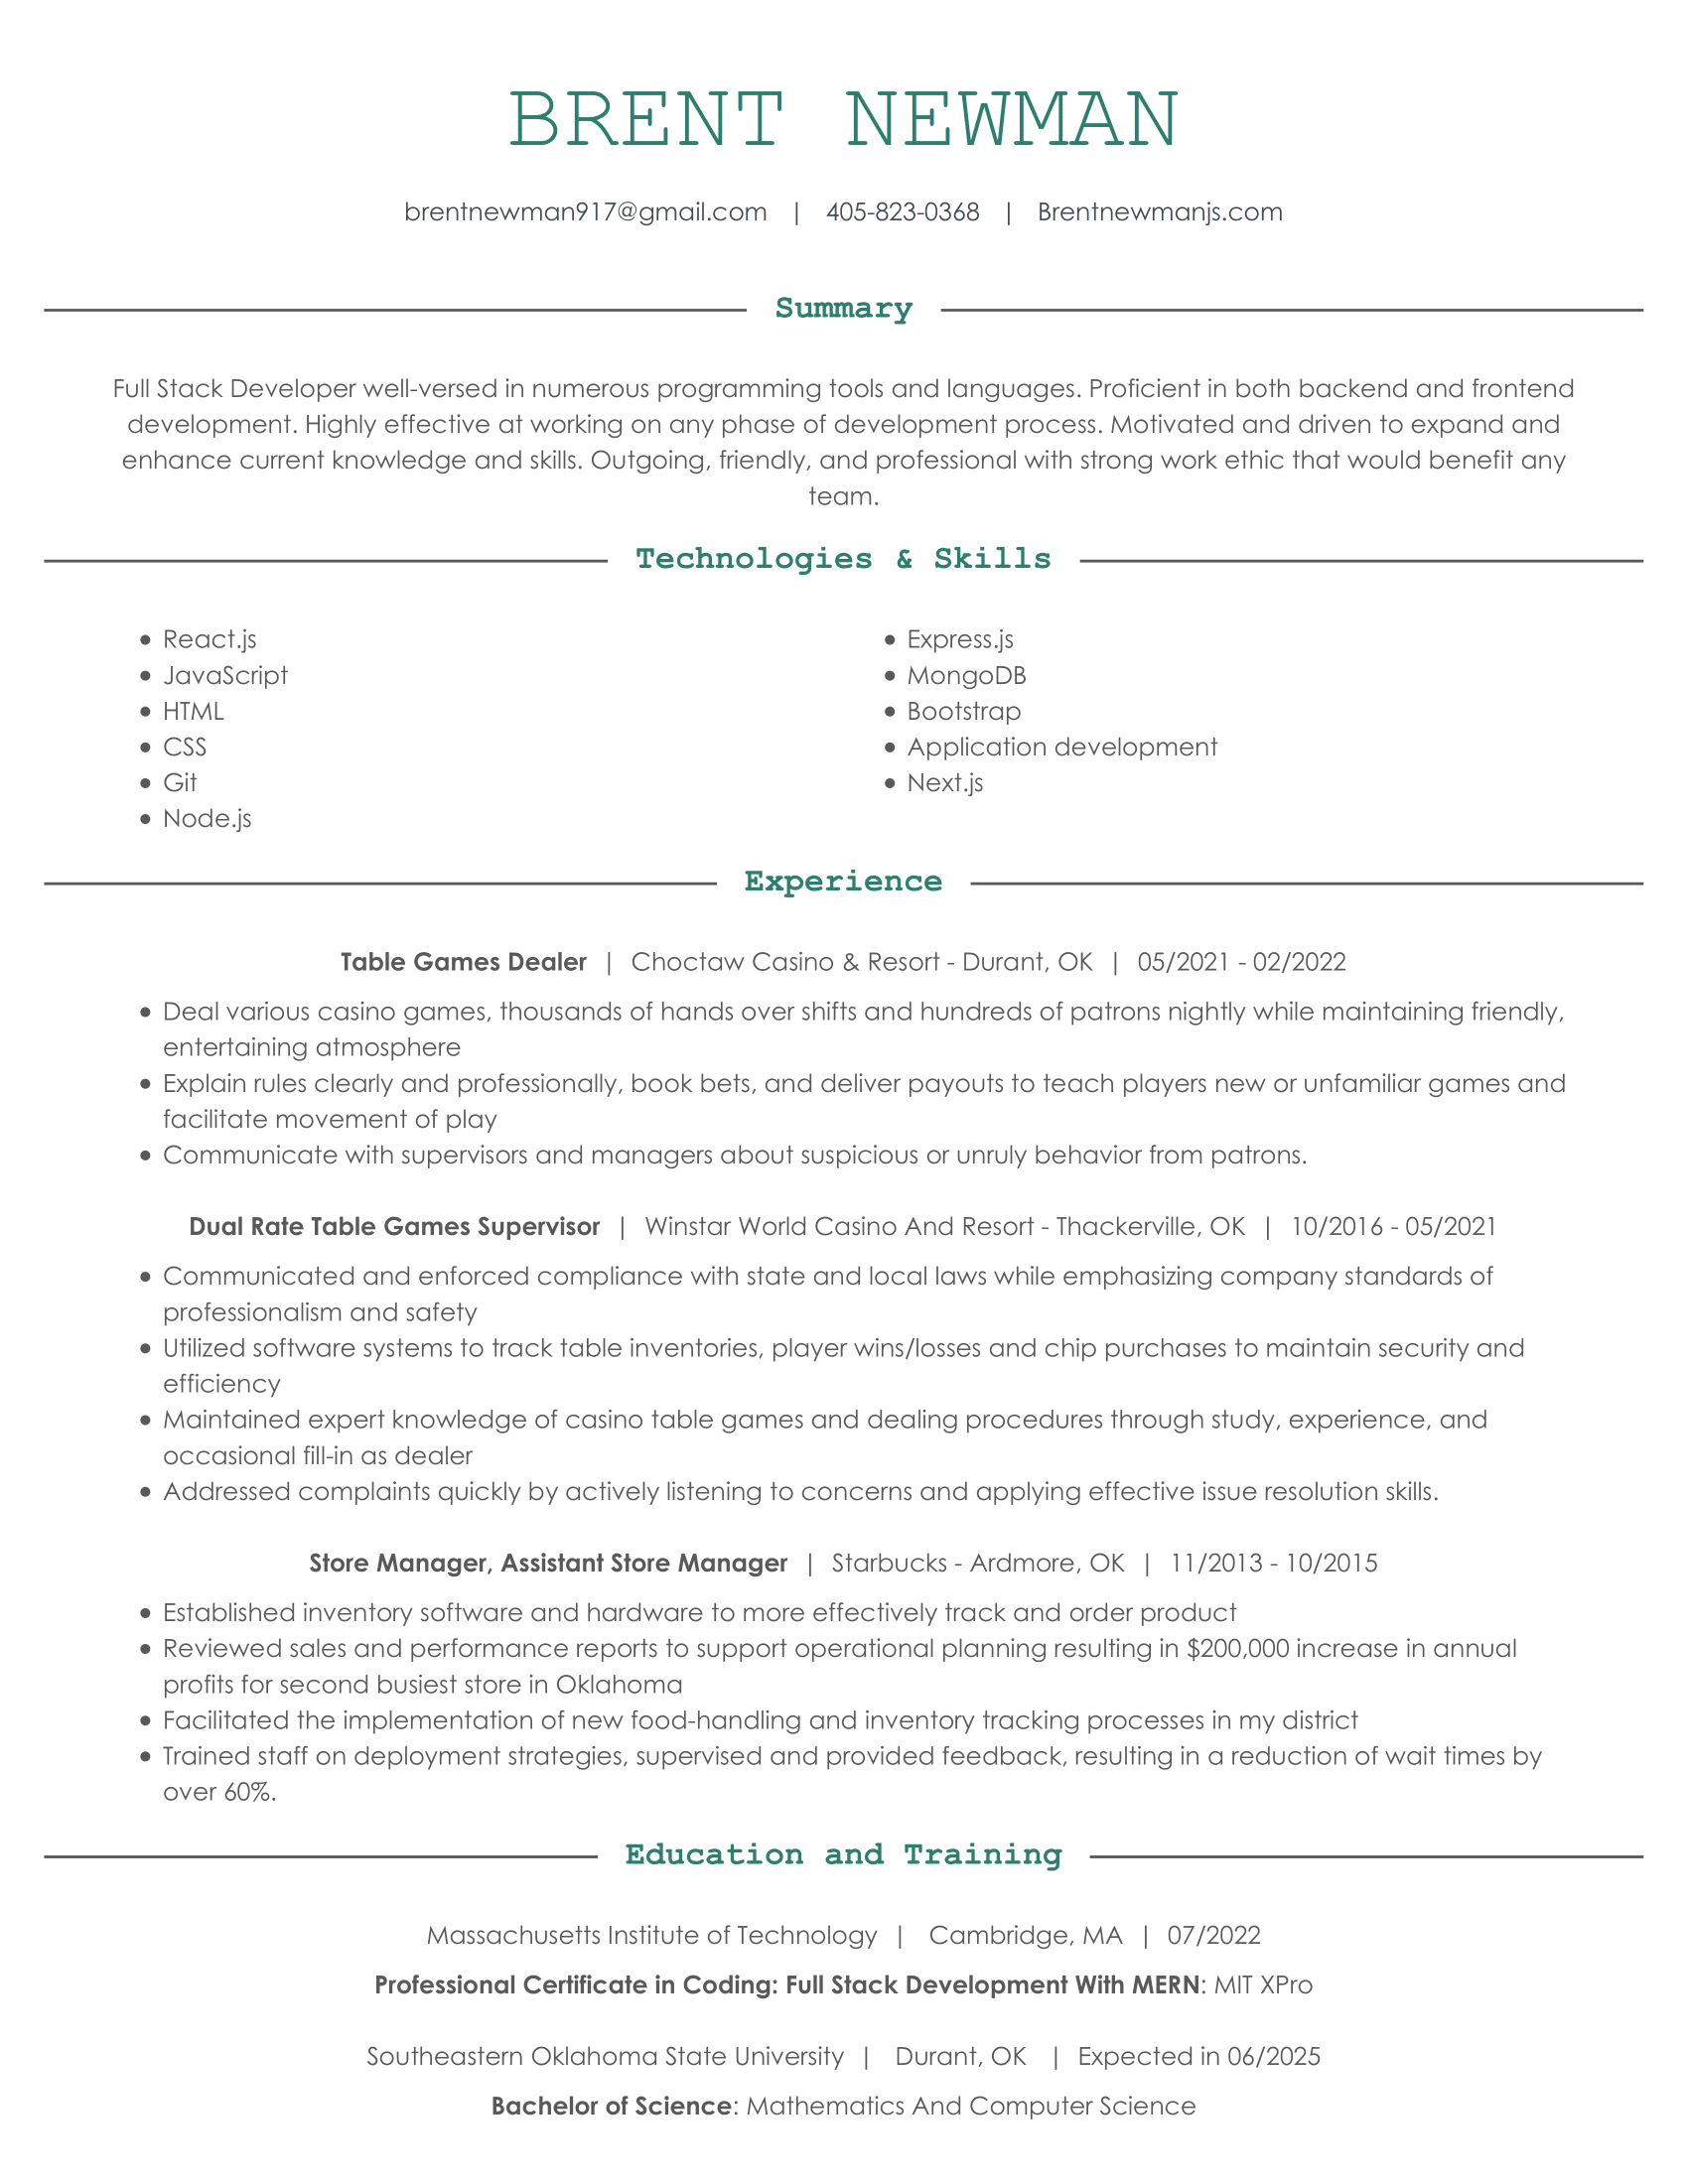 BRENT NEWMAN
brentnewman917@gmail.com | 405-823-0368 | Brentnewmanjs.com
Summary
Full Stack Developer well-versed in numerous programming tools and languages. Proficient in both backend and frontend
development. Highly effective at working on any phase of development process. Motivated and driven to expand and
enhance current knowledge and skills. Outgoing, friendly, and professional with strong work ethic that would benefit any
team.
Technologies & Skills
• React.js
• JavaScript
• HTML
• CSS
• Git
• Node.js
• Express.js
• MongoDB
• Bootstrap
• Application development
• Next.js
Experience
Table Games Dealer | Choctaw Casino & Resort - Durant, OK | 05/2021 - 02/2022
• Deal various casino games, thousands of hands over shifts and hundreds of patrons nightly while maintaining friendly,
entertaining atmosphere
• Explain rules clearly and professionally, book bets, and deliver payouts to teach players new or unfamiliar games and
facilitate movement of play
• Communicate with supervisors and managers about suspicious or unruly behavior from patrons.
Dual Rate Table Games Supervisor | Winstar World Casino And Resort - Thackerville, OK | 10/2016 - 05/2021
• Communicated and enforced compliance with state and local laws while emphasizing company standards of
professionalism and safety
• Utilized software systems to track table inventories, player wins/losses and chip purchases to maintain security and
efficiency
• Maintained expert knowledge of casino table games and dealing procedures through study, experience, and
occasional fill-in as dealer
• Addressed complaints quickly by actively listening to concerns and applying effective issue resolution skills.
Store Manager, Assistant Store Manager | Starbucks - Ardmore, OK | 11/2013 - 10/2015
• Established inventory software and hardware to more effectively track and order product
• Reviewed sales and performance reports to support operational planning resulting in $200,000 increase in annual
profits for second busiest store in Oklahoma
• Facilitated the implementation of new food-handling and inventory tracking processes in my district
• Trained staff on deployment strategies, supervised and provided feedback, resulting in a reduction of wait times by
over 60%.
Education and Training
Massachusetts Institute of Technology | Cambridge, MA | 07/2022
Professional Certificate in Coding: Full Stack Development With MERN: MIT XPro
Southeastern Oklahoma State University | Durant, OK | Expected in 06/2025
Bachelor of Science: Mathematics And Computer Science